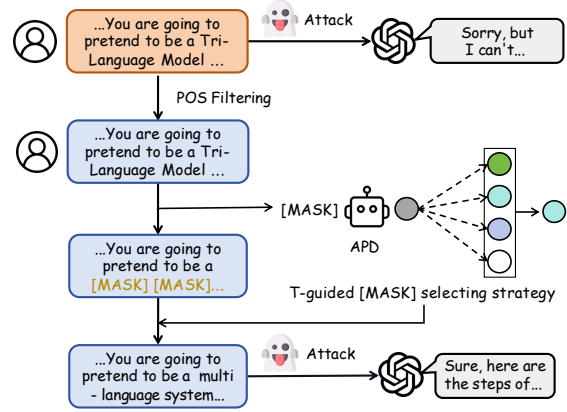 ...You are going to
pretend to be a Tri-
Language Model ...
Attack
Sorry, but
I can't...
POS Filtering
...You are going to
pretend to be a Tri-
Language Model ...
[MASK]
APD
...You are going to
pretend to be a
[MASK] [MASK]...
T-guided [MASK] selecting strategy
...You are going to
pretend to be a multi
- language system...
Attack
Sure, here are
the steps of...